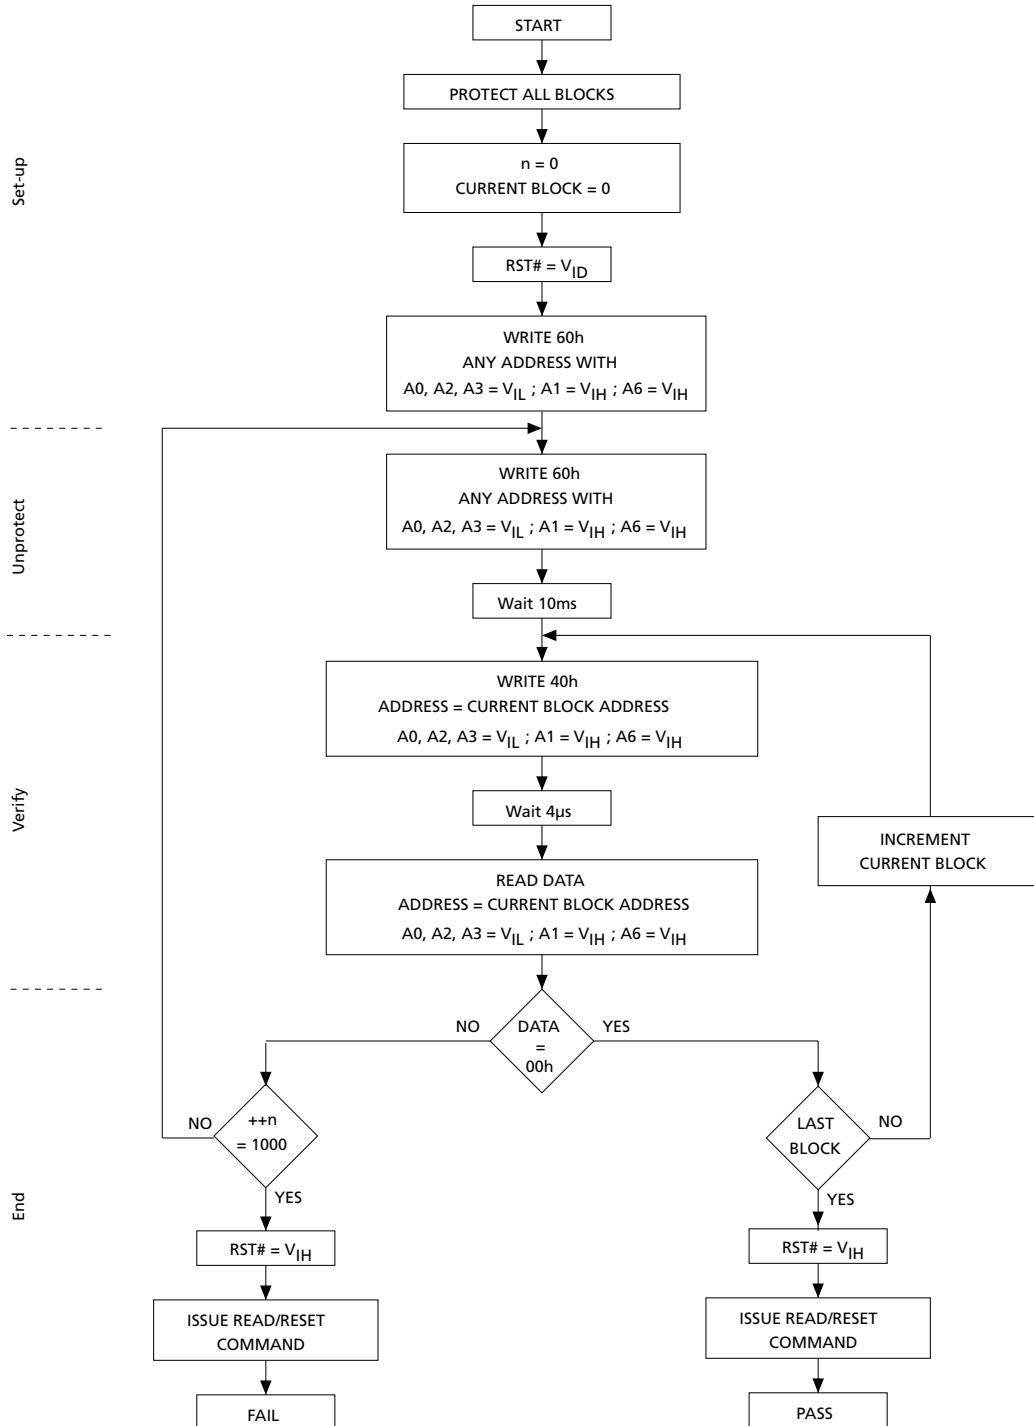 START
PROTECT ALL BLOCKS
Set-up
n = 0
CURRENT BLOCK = 0
RST# = VID
WRITE 60h
ANY ADDRESS WITH
A0, A2, A3 = VIL ; A1 = VIH ; A6 = VIH
Unprotect
WRITE 60h
ANY ADDRESS WITH
A0, A2, A3 = VIL ; A1 = VIH ; A6 = VIH
Wait 10ms
Verify
WRITE 40h
ADDRESS = CURRENT BLOCK ADDRESS
A0, A2, A3 = VIL ; A1 = VIH ; A6 = VIH
Wait 4µs
INCREMENT
CURRENT BLOCK
READ DATA
ADDRESS = CURRENT BLOCK ADDRESS
A0, A2, A3 = VIL ; A1 = VIH ; A6 = VIH
End
NO
DATA
=
00h
YES
NO
++n
= 1000
YES
LAST
BLOCK
NO
YES
RST# = VIH
RST# = VIH
ISSUE READ/RESET
COMMAND
ISSUE READ/RESET
COMMAND
FAIL
PASS